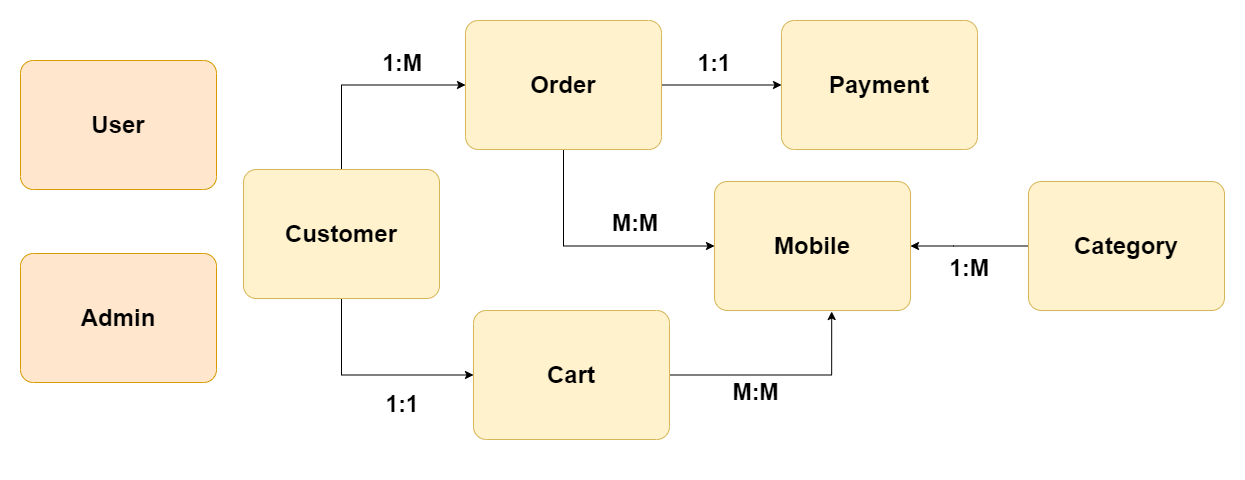 User
Admin
Customer
1:M
Order
1:1
Payment
M:M
Mobile
1:M
Category
1:1
Cart
M:M